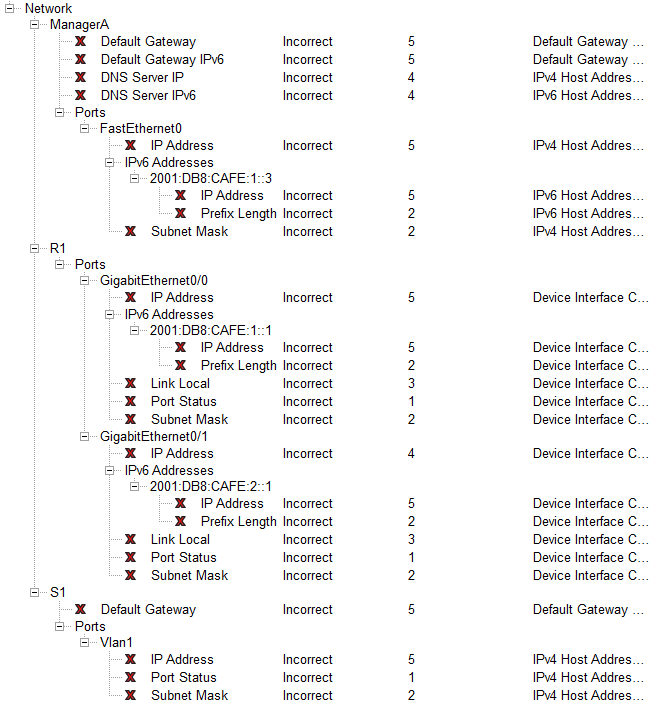 Network
ManagerA
Default Gateway Incorrect 5 Default Gateway ...
Default Gateway IPv6 Incorrect 5 Default Gateway ...
DNS Server IP Incorrect 4 IPv4 Host Addres...
DNS Server IPv6 Incorrect 4 IPv6 Host Addres...
Ports
FastEthernet0
IP Address Incorrect 5 IPv4 Host Addres...
IPv6 Addresses
2001:DB8:CAFE:1::3
IP Address Incorrect 5 IPv6 Host Addres...
Prefix Length Incorrect 2 IPv6 Host Addres...
Subnet Mask Incorrect 2 IPv4 Host Addres...
R1
Ports
GigabitEthernet0/0
IP Address Incorrect 5 Device Interface C...
IPv6 Addresses
2001:DB8:CAFE:1::1
IP Address Incorrect 5 Device Interface C...
Prefix Length Incorrect 2 Device Interface C...
Link Local Incorrect 3 Device Interface C...
Port Status Incorrect 1 Device Interface C...
Subnet Mask Incorrect 2 Device Interface C...
GigabitEthernet0/1
IP Address Incorrect 4 Device Interface C...
IPv6 Addresses
2001:DB8:CAFE:2::1
IP Address Incorrect 5 Device Interface C...
Prefix Length Incorrect 2 Device Interface C...
Link Local Incorrect 3 Device Interface C...
Port Status Incorrect 1 Device Interface C...
Subnet Mask Incorrect 2 Device Interface C...
S1
Default Gateway Incorrect 5 Default Gateway ...
Ports
Vlan1
IP Address Incorrect 5 IPv4 Host Addres...
Port Status Incorrect 1 IPv4 Host Addres...
Subnet Mask Incorrect 2 IPv4 Host Addres...